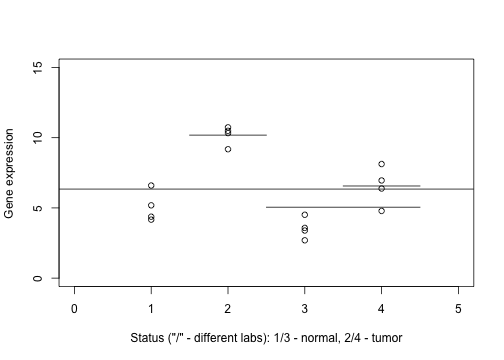 15
10
5
0
Gene expression
0 1 2 3 4 5
Status ("/" - different labs): 1/3 - normal, 2/4 - tumor